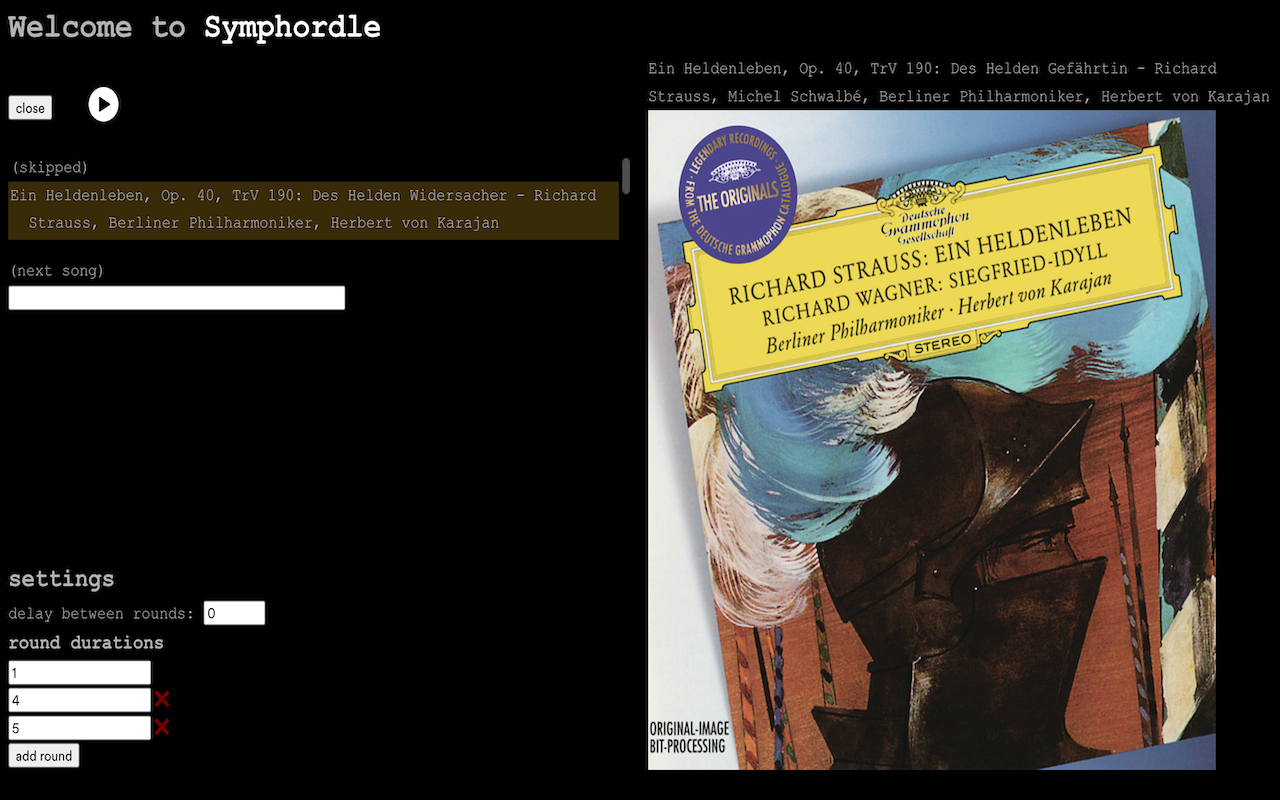 Welcome to Symphordle
close
(skipped)
Ein Heldenleben, Op. 40, TrV 190: Des Helden Widersacher - Richard
Strauss, Berliner Philharmoniker, Herbert von Karajan
(next song)
settings
delay between rounds: 0
round durations
1
4
5
add round
Ein Heldenleben, Op. 40, TrV 190: Des Helden Gefährtin - Richard
Strauss, Michel Schwalbé, Berliner Philharmoniker, Herbert von Karajan
· LEGENDARY RECORDINGS ·
FROM THE DEUTSCHE GRAMMOPHON CATALOGUE
THE ORIGINALS
Deutsche
Grammophon
Gesellschaft
RICHARD STRAUSS: EIN HELDENLEBEN
RICHARD WAGNER: SIEGFRIED-IDYLL
Berliner Philharmoniker · Herbert von Karajan
STEREO
ORIGINAL-IMAGE
BIT-PROCESSING